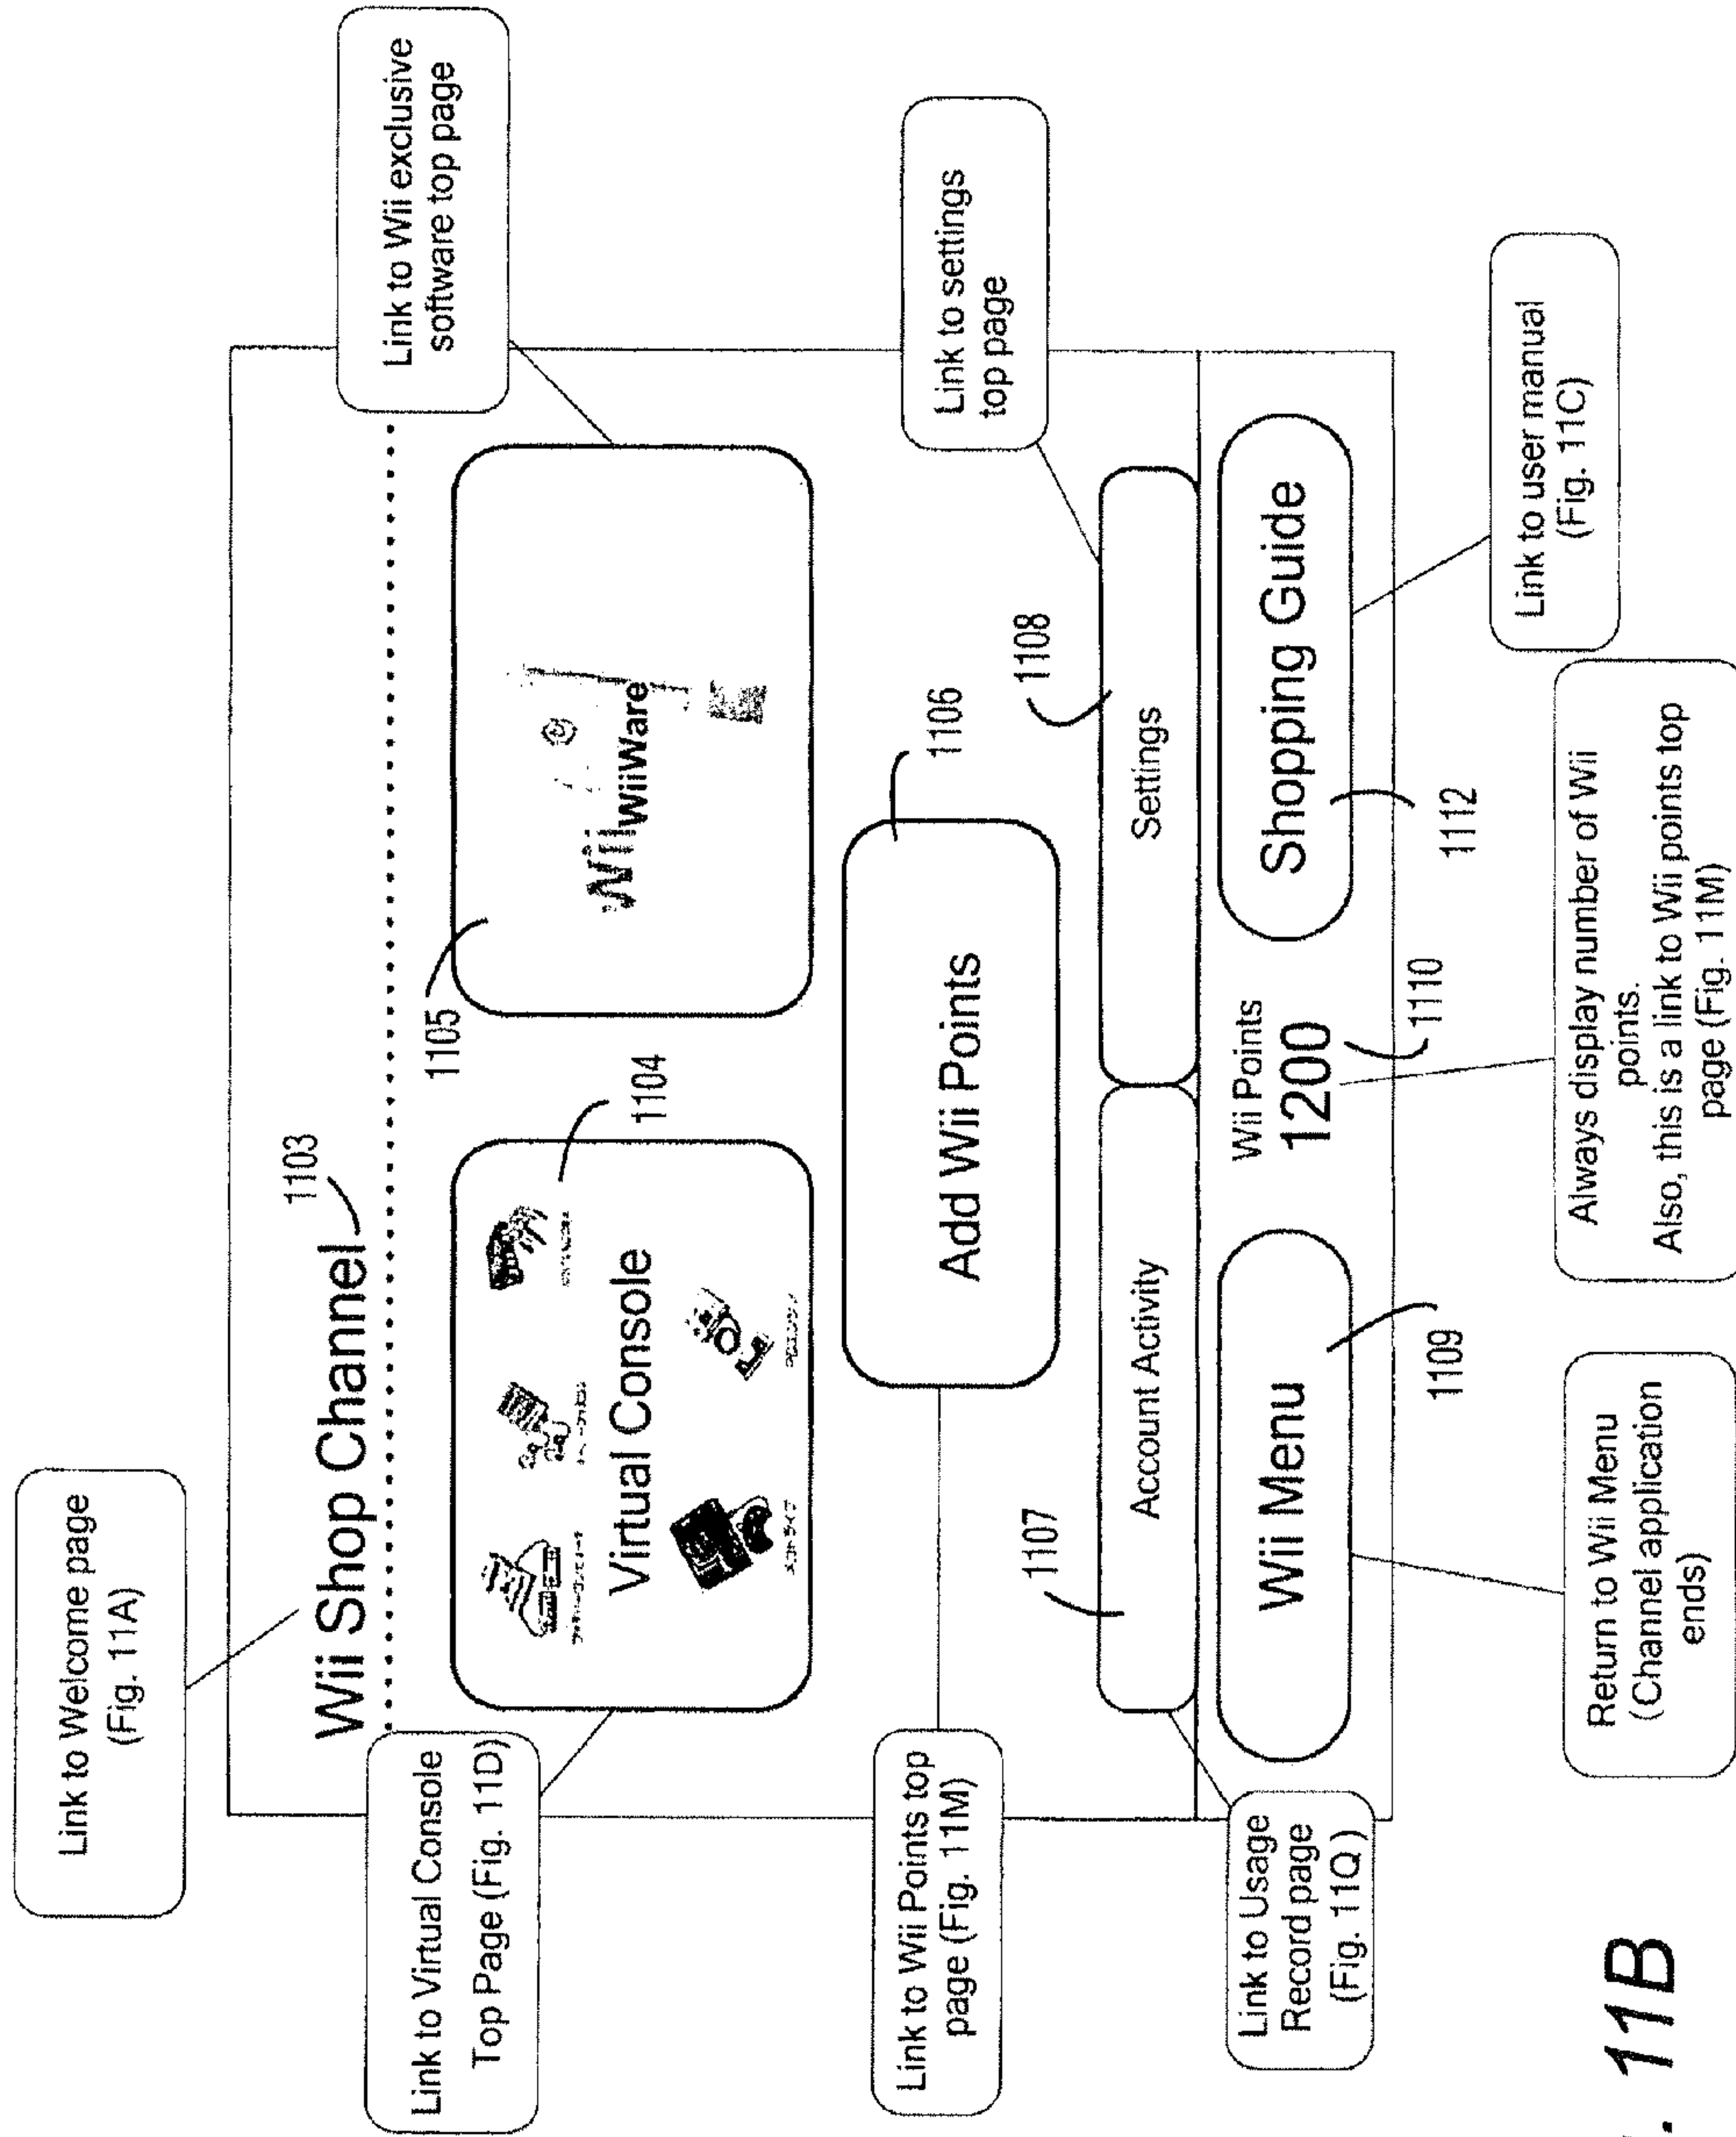 Link to Welcome page
(Fig. 11A)
Wii Shop Channel
1103
Link to Wii exclusive
software top page
Link to Virtual Console
Top Page (Fig. 11D)
Virtual Console
1104
1105
WiiWare
Link to Wii Points top
page (Fig. 11M)
Add Wii Points
1106
Link to settings
top page
1107
1108
Account Activity
Settings
Link to Usage
Record page
(Fig. 11Q)
Wii Menu
Wii Points
1200
Shopping Guide
1109
1110
1112
Link to user manual
(Fig. 11C)
Return to Wii Menu
(Channel application
ends)
Always display number of Wii
points.
Also, this is a link to Wii points top
page (Fig. 11M)
11B